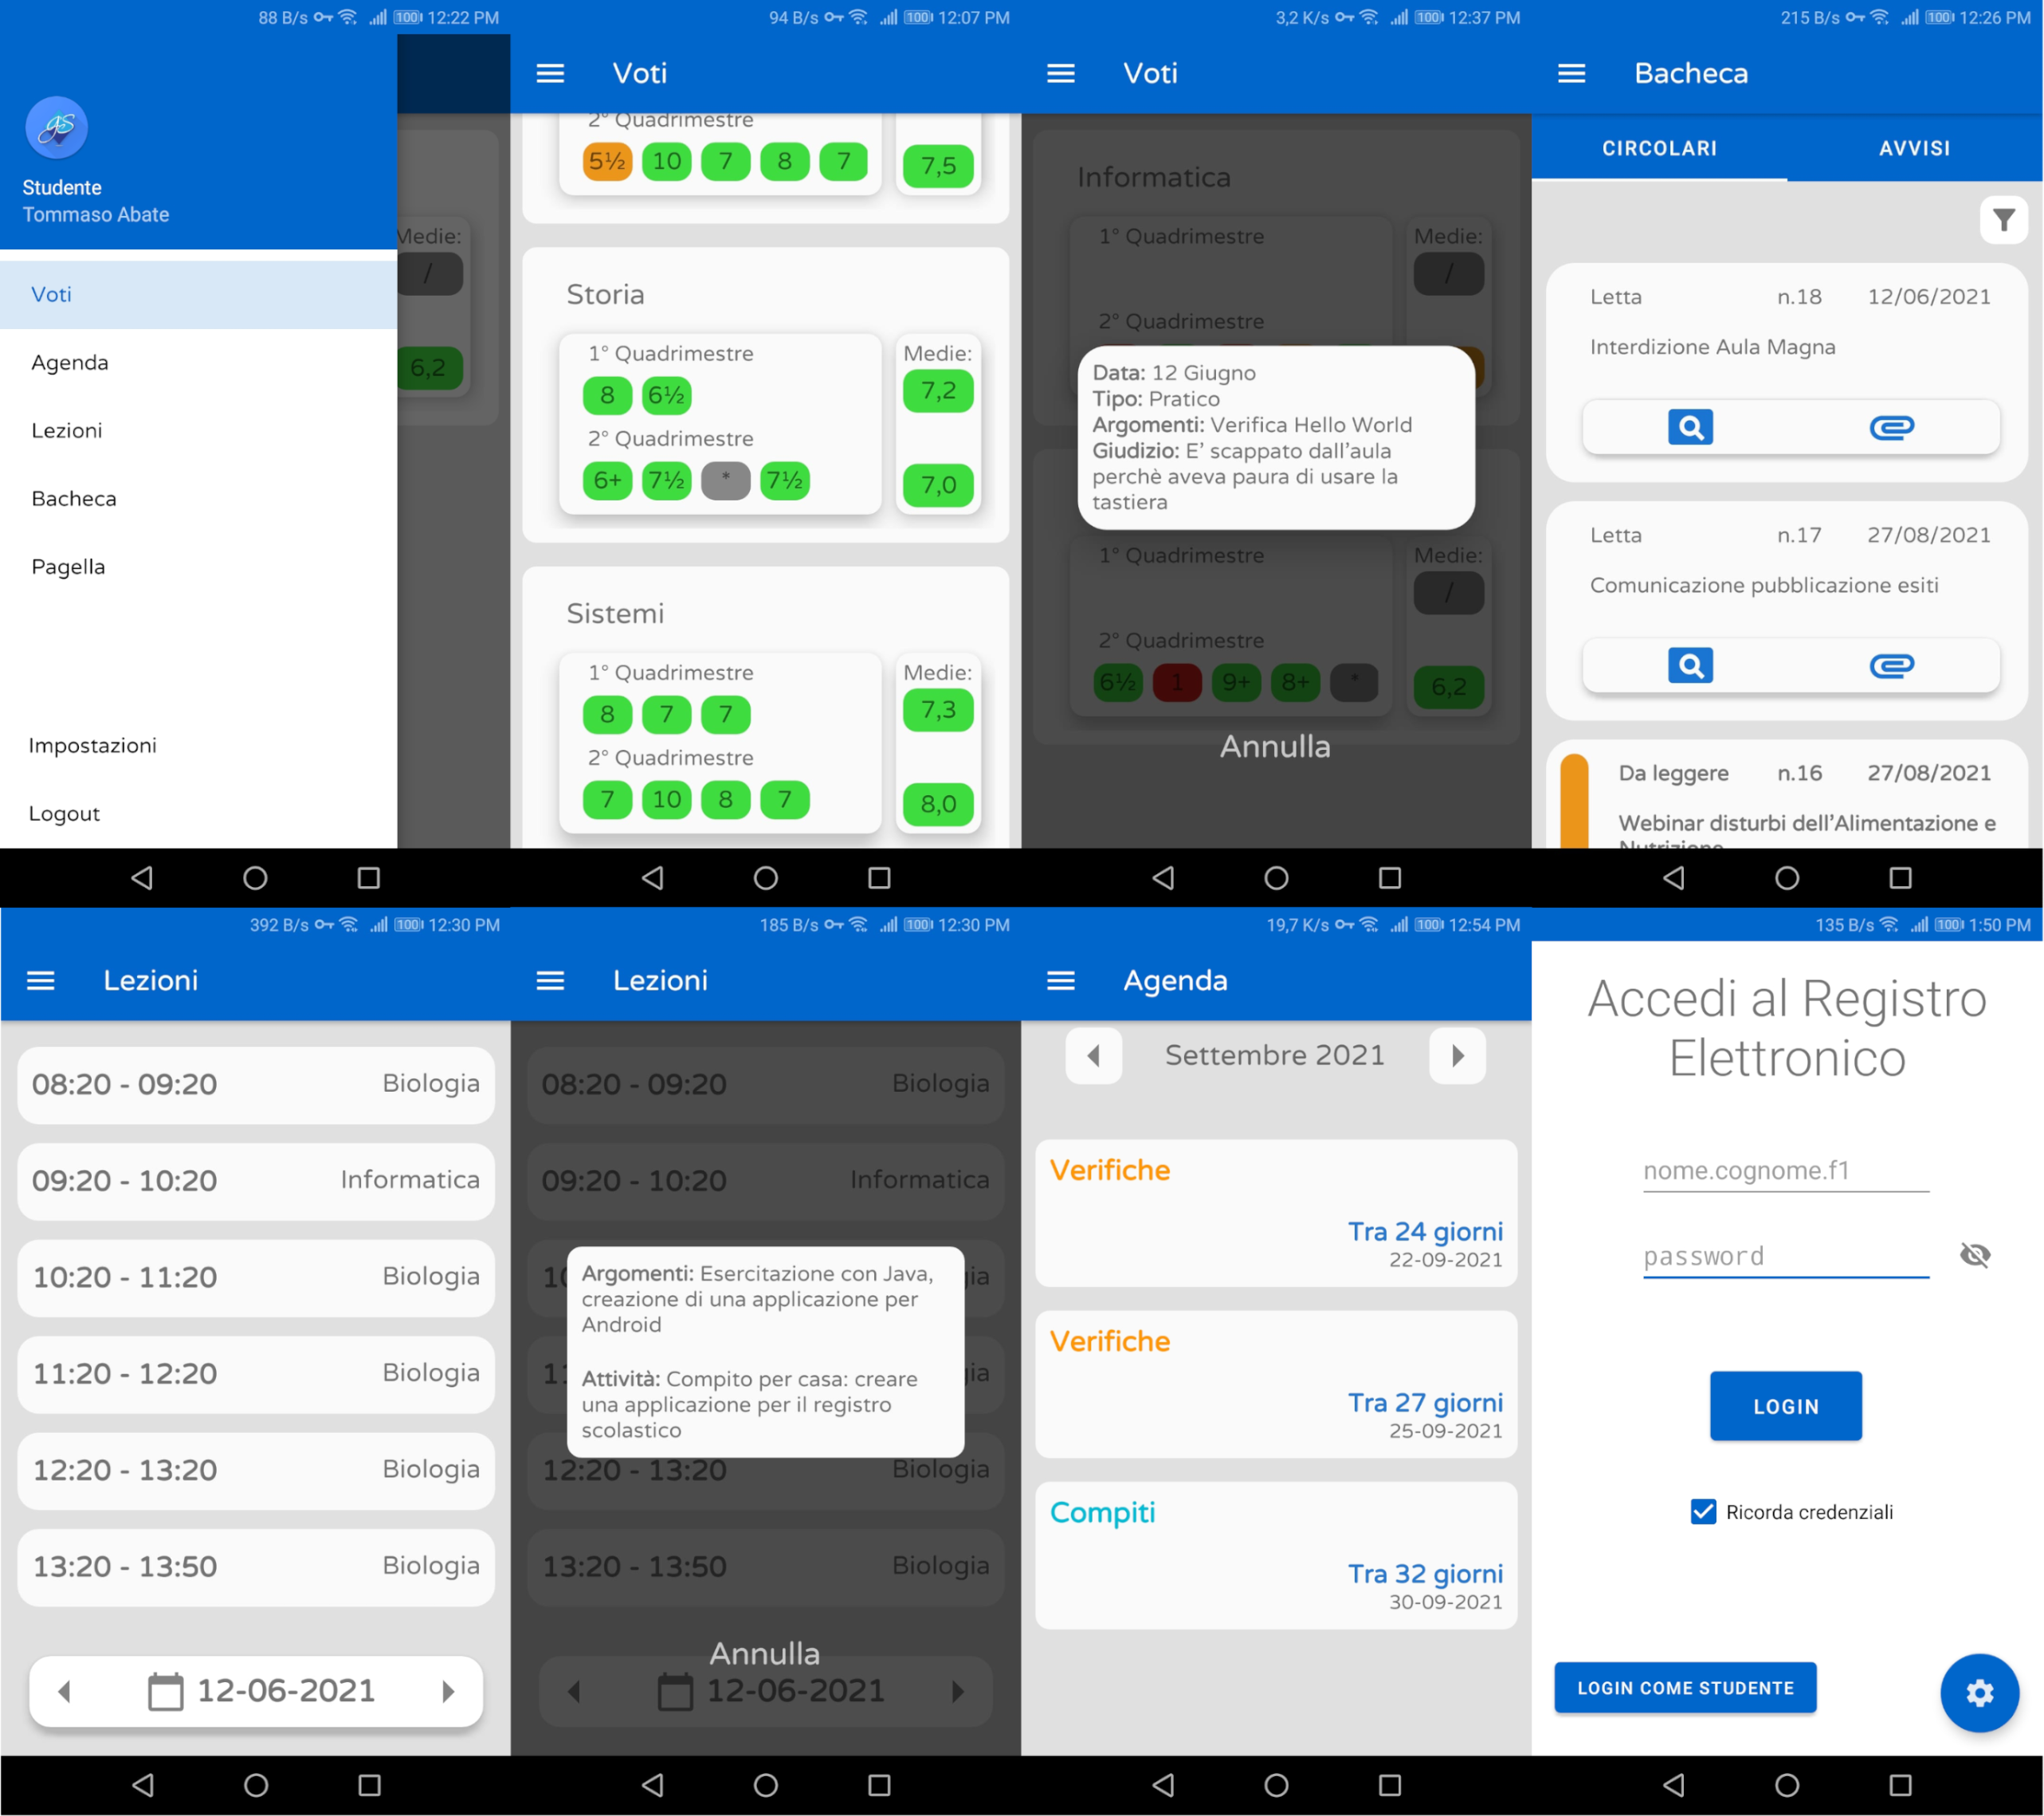 88 B/s 100 12:22 PM
Studente
Tommaso Abate
Medie:
/
Voti
Agenda
6,2
Lezioni
Bacheca
Pagella
Impostazioni
Logout
94 B/s 100 12:07 PM
Voti
2° Quadrimestre
5½ 10 7 8 7 7,5
Storia
1° Quadrimestre Medie:
8 6½ 7,2
2° Quadrimestre
6+ 7½ * 7½ 7,0
Sistemi
1° Quadrimestre Medie:
8 7 7 7,3
2° Quadrimestre
7 10 8 7 8,0
3,2 K/s 100 12:37 PM
Voti
Informatica
1° Quadrimestre Medie:
/
2° Quadrimestre
Data: 12 Giugno
Tipo: Pratico
Argomenti: Verifica Hello World
Giudizio: E' scappato dall'aula
perchè aveva paura di usare la
tastiera
1° Quadrimestre Medie:
/
2° Quadrimestre
6½ 1 9+ 8+ * 6,2
Annulla
215 B/s 100 12:26 PM
Bacheca
CIRCOLARI AVVISI
Letta n.18 12/06/2021
Interdizione Aula Magna
Letta n.17 27/08/2021
Comunicazione pubblicazione esiti
Da leggere n.16 27/08/2021
Webinar disturbi dell'Alimentazione e
Nutrizione
392 B/s 100 12:30 PM
Lezioni
08:20 - 09:20 Biologia
09:20 - 10:20 Informatica
10:20 - 11:20 Biologia
11:20 - 12:20 Biologia
12:20 - 13:20 Biologia
13:20 - 13:50 Biologia
12-06-2021
185 B/s 100 12:30 PM
Lezioni
08:20 - 09:20 Biologia
09:20 - 10:20 Informatica
Argomenti: Esercitazione con Java,
creazione di una applicazione per
Android
Attività: Compito per casa: creare
una applicazione per il registro
scolastico
12:20 - 13:20 Biologia
13:20 - 13:50 Biologia
Annulla
12-06-2021
19,7 K/s 100 12:54 PM
Agenda
Settembre 2021
Verifiche
Tra 24 giorni
22-09-2021
Verifiche
Tra 27 giorni
25-09-2021
Compiti
Tra 32 giorni
30-09-2021
135 B/s 100 1:50 PM
Accedi al Registro
Elettronico
nome.cognome.f1
password
LOGIN
Ricorda credenziali
LOGIN COME STUDENTE